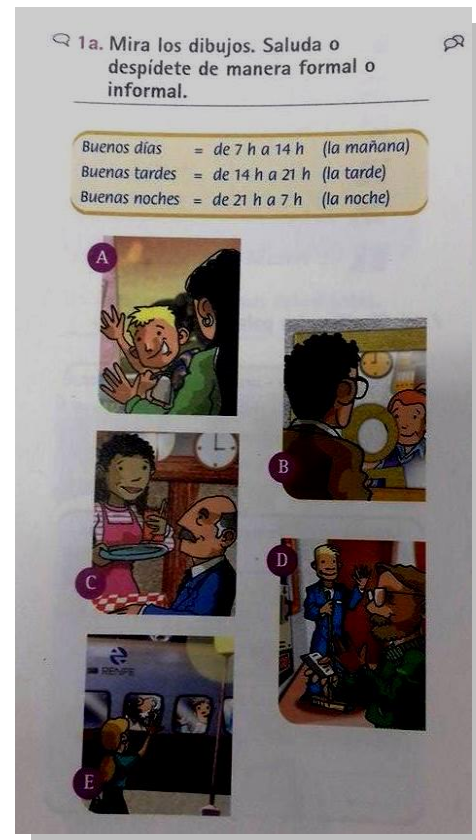 1a. Mira los dibujos. Saluda o
despídete de manera formal o
informal.
Buenos días = de 7 h a 14 h (la mañana)
Buenas tardes = de 14 h a 21 h (la tarde)
Buenas noches = de 21 h a 7 h (la noche)
A
B
C
D
RENFE
E